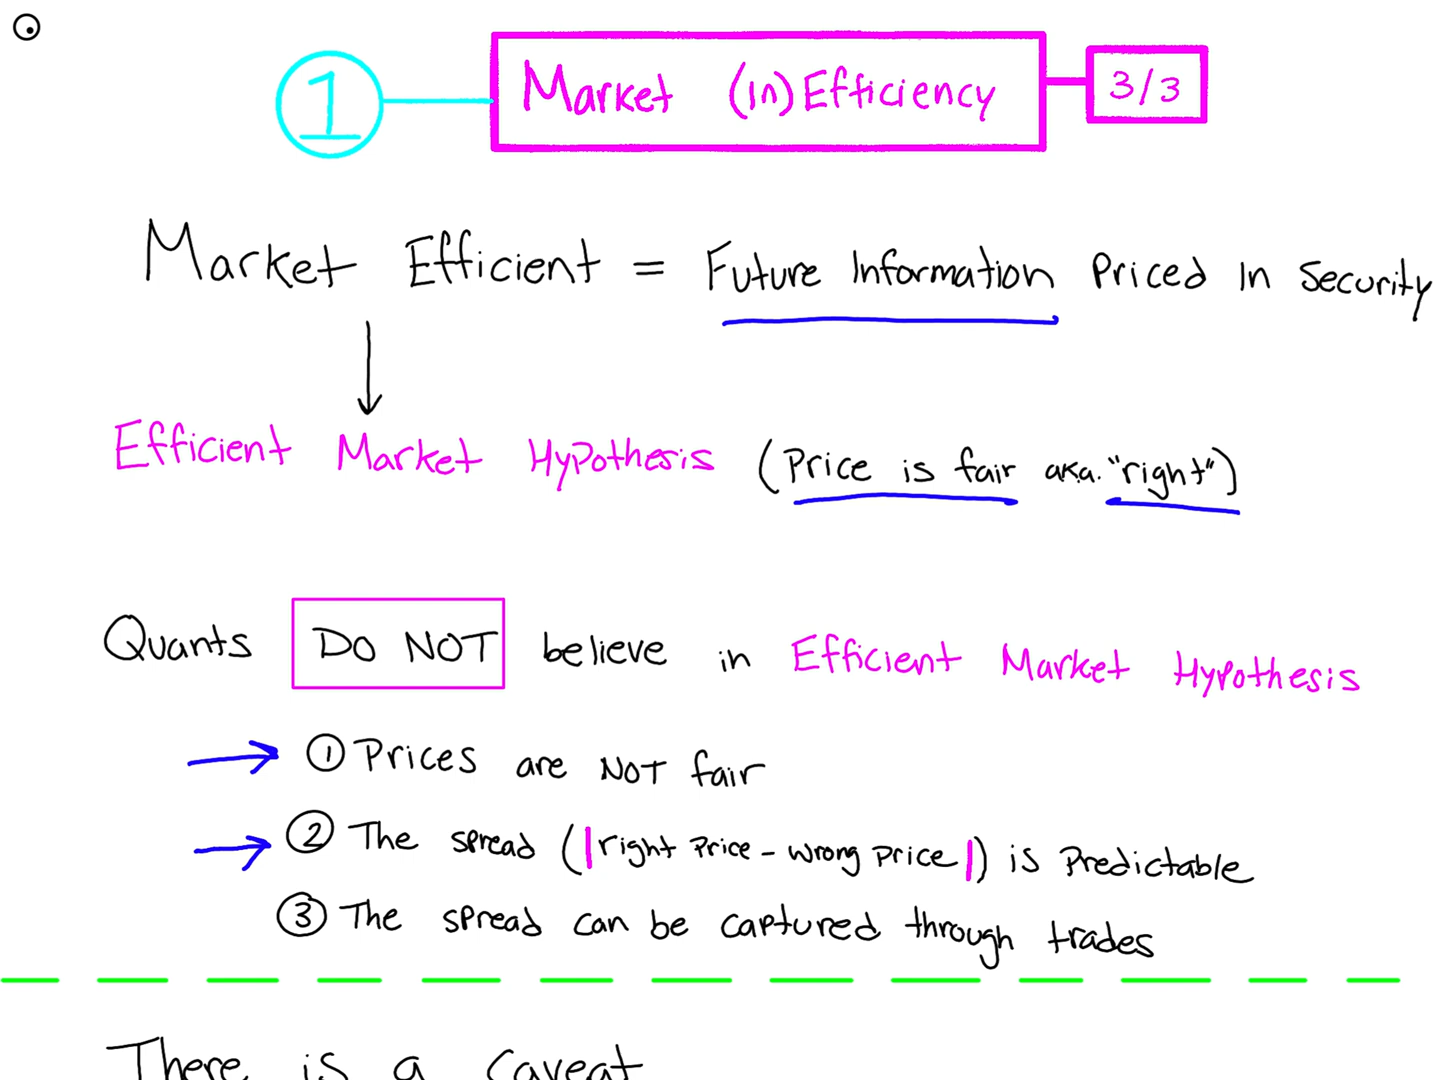 1 Market (In)Efficiency 3/3
Market Efficient = Future Information Priced In Security
Efficient Market Hypothesis (Price is fair aka. "right")
Quants DO NOT believe in Efficient Market Hypothesis
① Prices are NOT fair
② The spread (|right price - wrong price|) is predictable
③ The spread can be captured through trades
There is a caveat